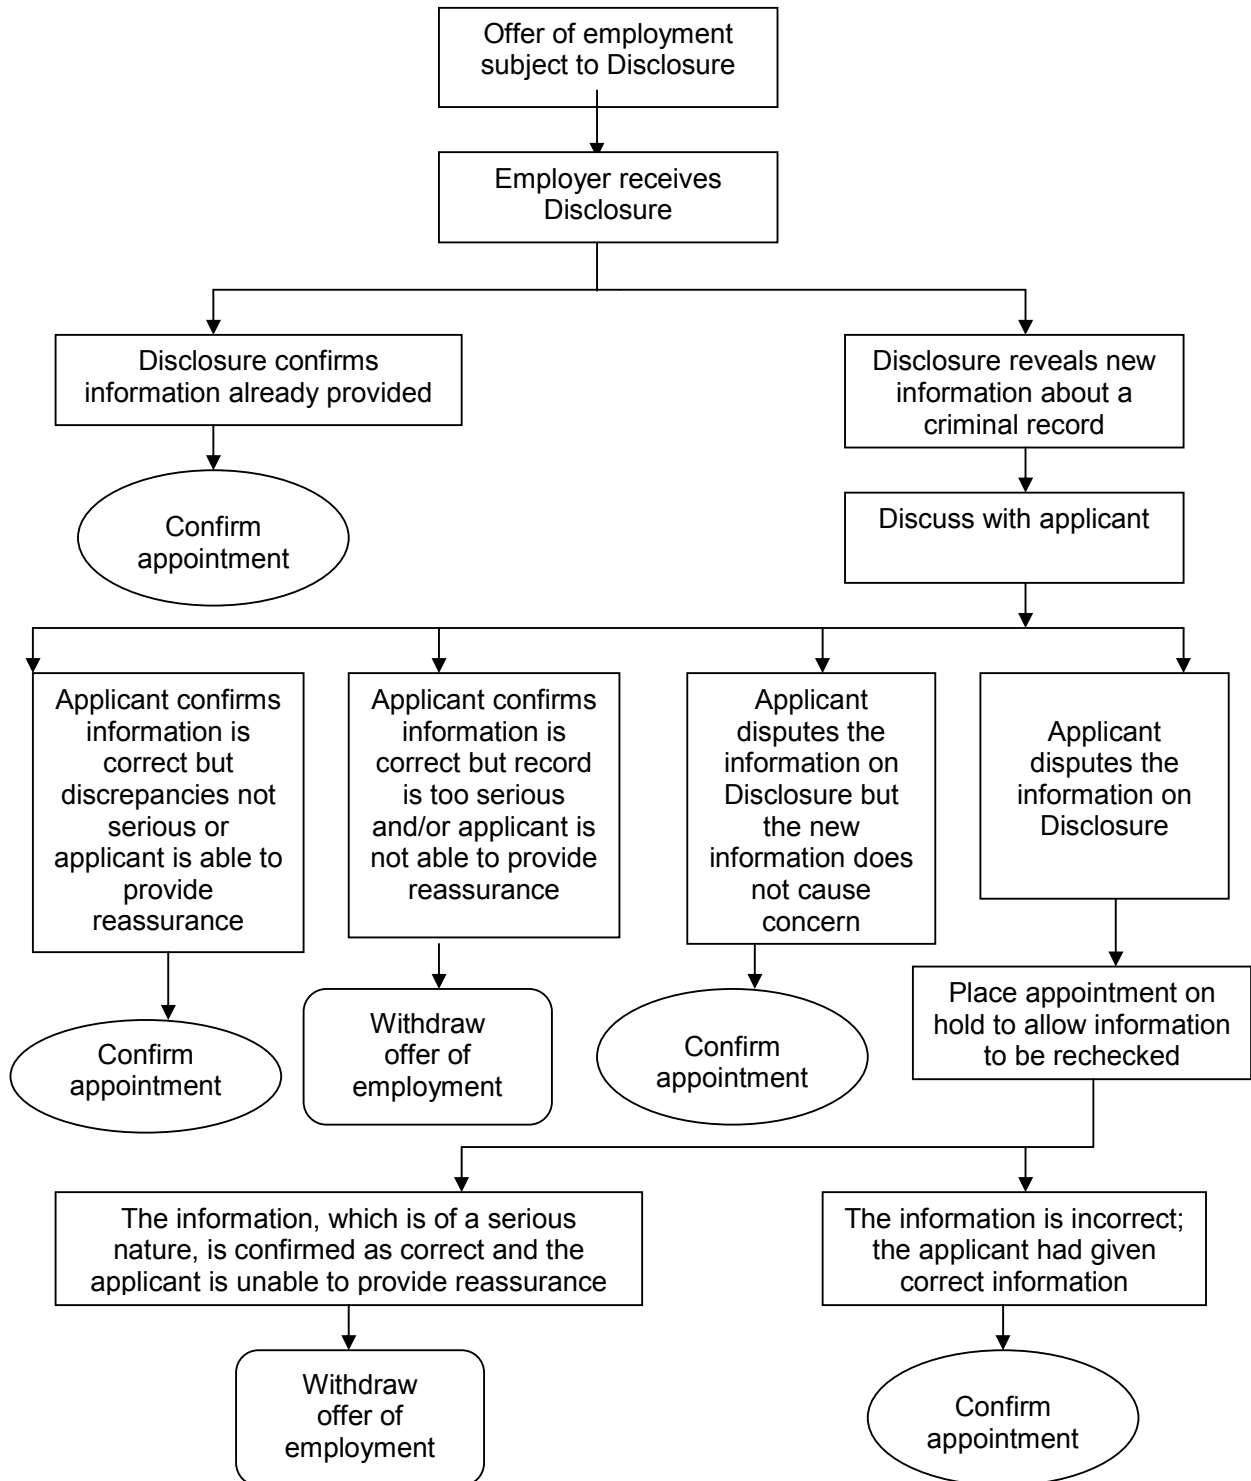 Offer of employment
subject to Disclosure
Employer receives
Disclosure
Disclosure confirms
information already provided
Disclosure reveals new
information about a
criminal record
Confirm
appointment
Discuss with applicant
Applicant confirms
information is
correct but
discrepancies not
serious or
applicant is able to
provide
reassurance
Applicant confirms
information is
correct but record
is too serious
and/or applicant is
not able to provide
reassurance
Applicant
disputes the
information on
Disclosure but
the new
information does
not cause
concern
Applicant
disputes the
information on
Disclosure
Confirm
appointment
Withdraw
offer of
employment
Confirm
appointment
Place appointment on
hold to allow information
to be rechecked
The information, which is of a serious
nature, is confirmed as correct and the
applicant is unable to provide reassurance
The information is incorrect;
the applicant had given
correct information
Withdraw
offer of
employment
Confirm
appointment